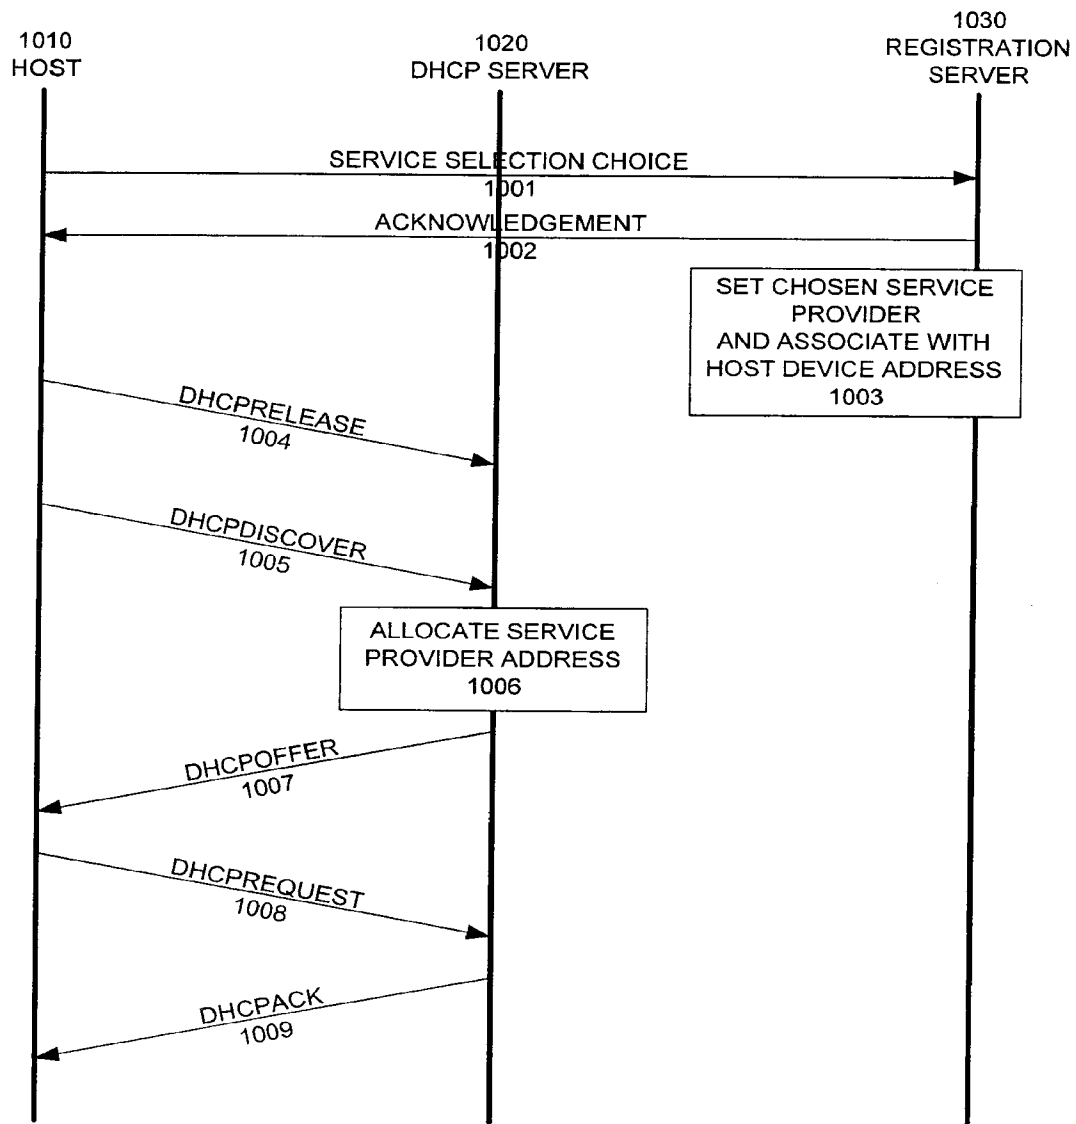 1010
HOST
1020
DHCP SERVER
1030
REGISTRATION
SERVER
SERVICE SELECTION CHOICE
1001
ACKNOWLEDGEMENT
1002
SET CHOSEN SERVICE
PROVIDER
AND ASSOCIATE WITH
HOST DEVICE ADDRESS
1003
DHCPRELEASE
1004
DHCPDISCOVER
1005
ALLOCATE SERVICE
PROVIDER ADDRESS
1006
DHCPOFFER
1007
DHCPREQUEST
1008
DHCPACK
1009